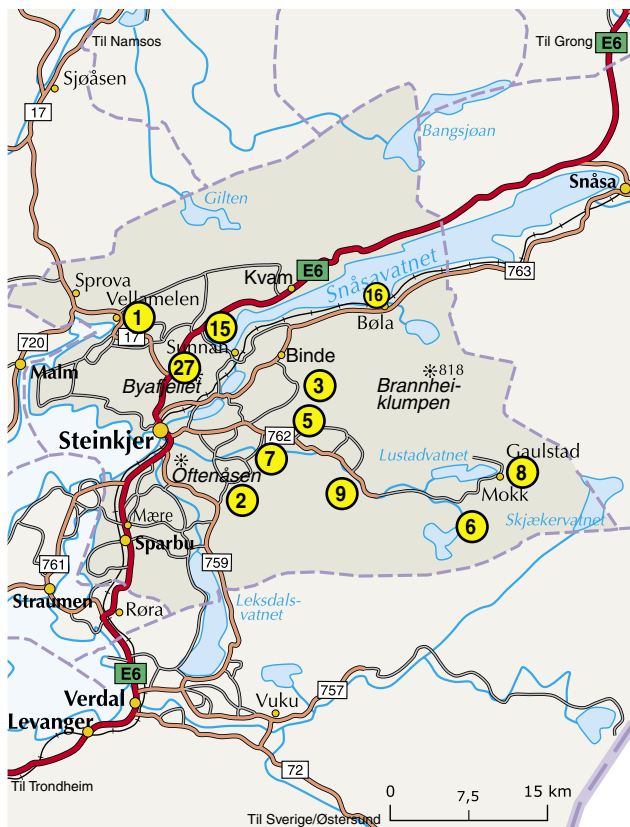 Til Namsos
Til Grong
E6
Sjøåsen
17
Bangsjøan
Snåsa
Gilten
Kvam
E6
Snåsavatnet
763
Sprova
Vellamelen
1
17
15
16
Bøla
720
Sunnan
Binde
818
Malm
27
Byafjellet
3
Brannhei-
klumpen
Steinkjer
5
762
7
Oftenåsen
Lustadvatnet
Gaulstad
8
Mokk
2
9
6
Skjækervatnet
Mære
Sparbu
759
761
Straumen
Leksdals-
vatnet
Røra
E6
Verdal
757
Vuku
Levanger
72
Til Trondheim
0
7,5
15 km
Til Sverige/Østersund